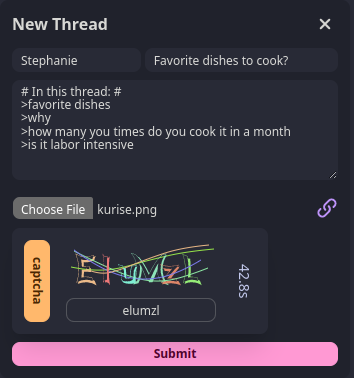 New Thread
Stephanie
Favorite dishes to cook?
# In this thread: #
>favorite dishes
>why
>how many you times do you cook it in a month
>is it labor intensive
Choose File kurise.png
captcha
42.8s
elumzl
Submit